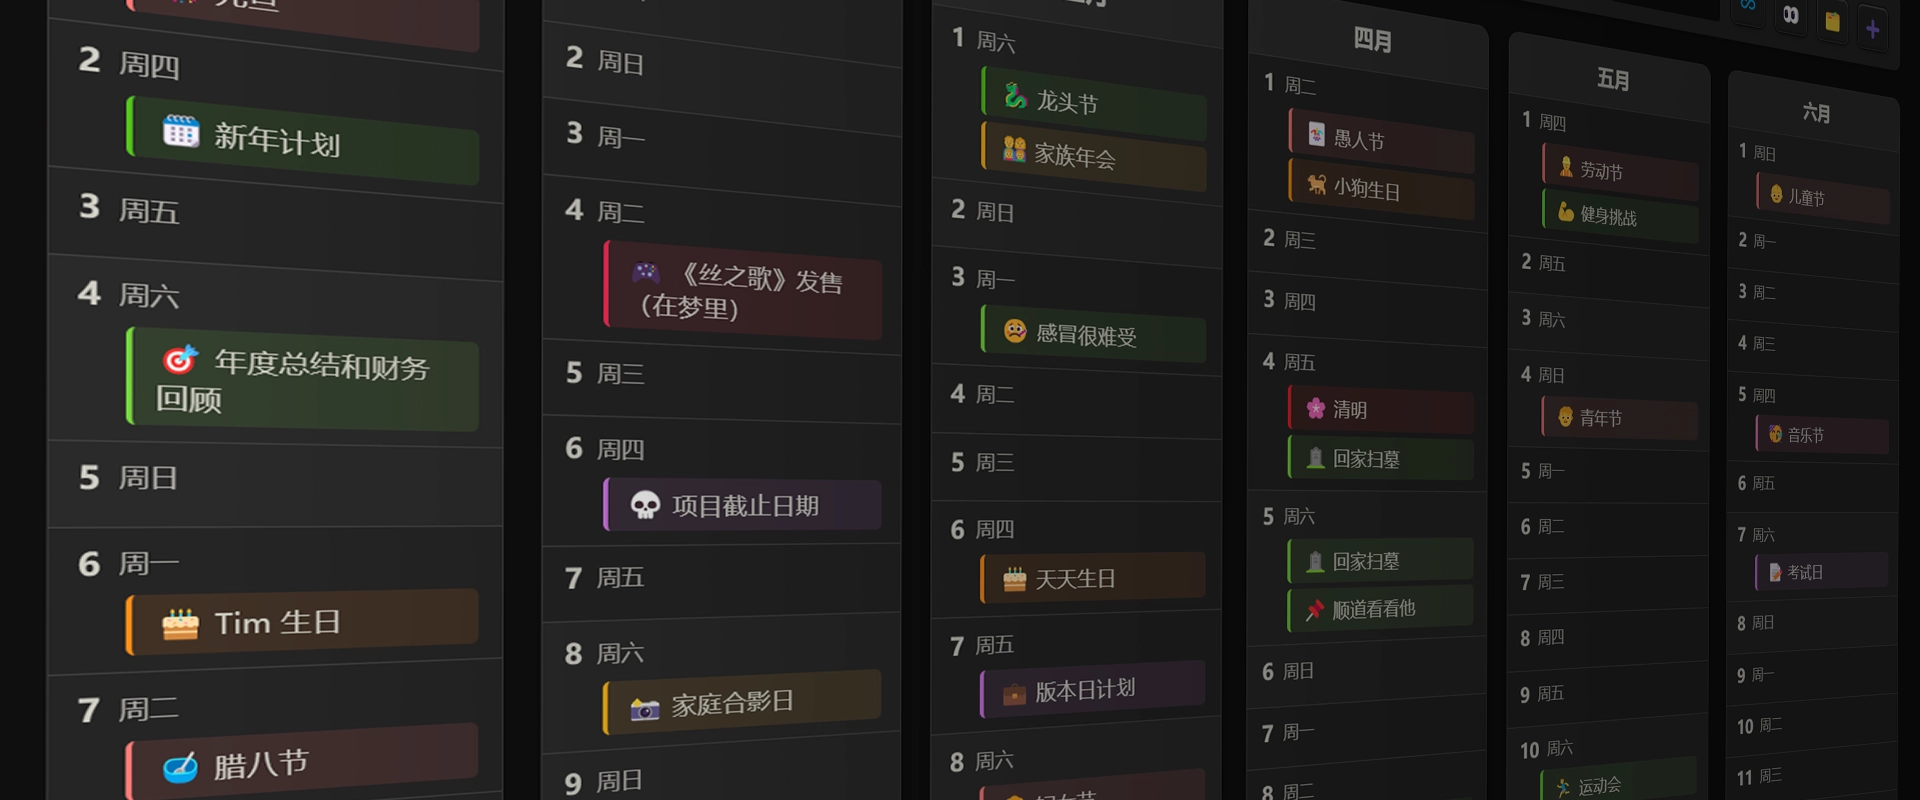 元旦
2 周四
新年计划
3 周五
4 周六
年度总结和财务
回顾
5 周日
6 周一
Tim 生日
7 周二
腊八节
2 周日
3 周一
4 周二
《丝之歌》发售
（在梦里）
5 周三
6 周四
项目截止日期
7 周五
8 周六
家庭合影日
9 周日
1 周六
龙头节
家族年会
2 周日
3 周一
感冒很难受
4 周二
5 周三
6 周四
天天生日
7 周五
版本日计划
8 周六
妇女节
四月
1 周二
愚人节
小狗生日
2 周三
3 周四
4 周五
清明
回家扫墓
5 周六
回家扫墓
顺道看看他
6 周日
7 周一
8 周二
五月
1 周四
劳动节
健身挑战
2 周五
3 周六
4 周日
青年节
5 周一
6 周二
7 周三
8 周四
9 周五
10 周六
运动会
六月
1 周日
儿童节
2 周一
3 周二
4 周三
5 周四
音乐节
6 周五
7 周六
考试日
8 周日
9 周一
10 周二
11 周三